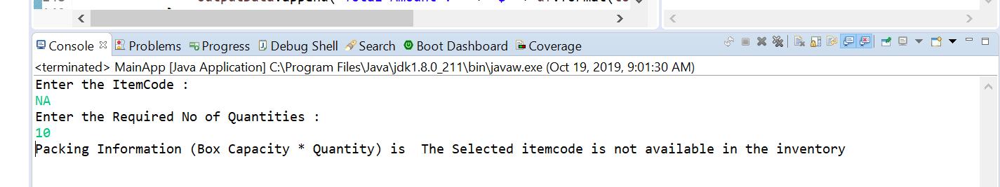 Console Problems Progress Debug Shell Search Boot Dashboard Coverage
<terminated> MainApp [Java Application] C:\Program Files\Java\jdk1.8.0_211\bin\javaw.exe (Oct 19, 2019, 9:01:30 AM)
Enter the ItemCode :
NA
Enter the Required No of Quantities :
10
Packing Information (Box Capacity * Quantity) is  The Selected itemcode is not available in the inventory